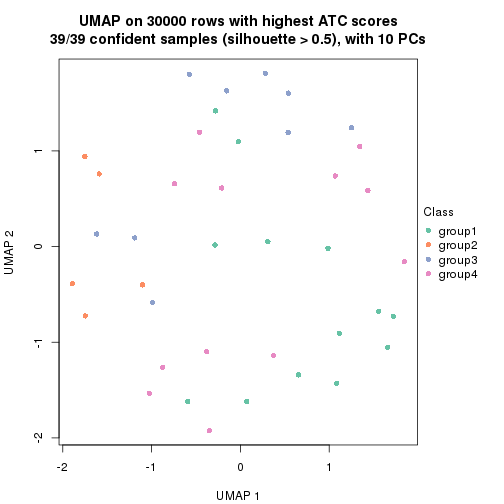 UMAP on 30000 rows with highest ATC scores
39/39 confident samples (silhouette > 0.5), with 10 PCs
UMAP 2
1
0
-1
-2
-2
-1
0
1
UMAP 1
Class
group1
group2
group3
group4